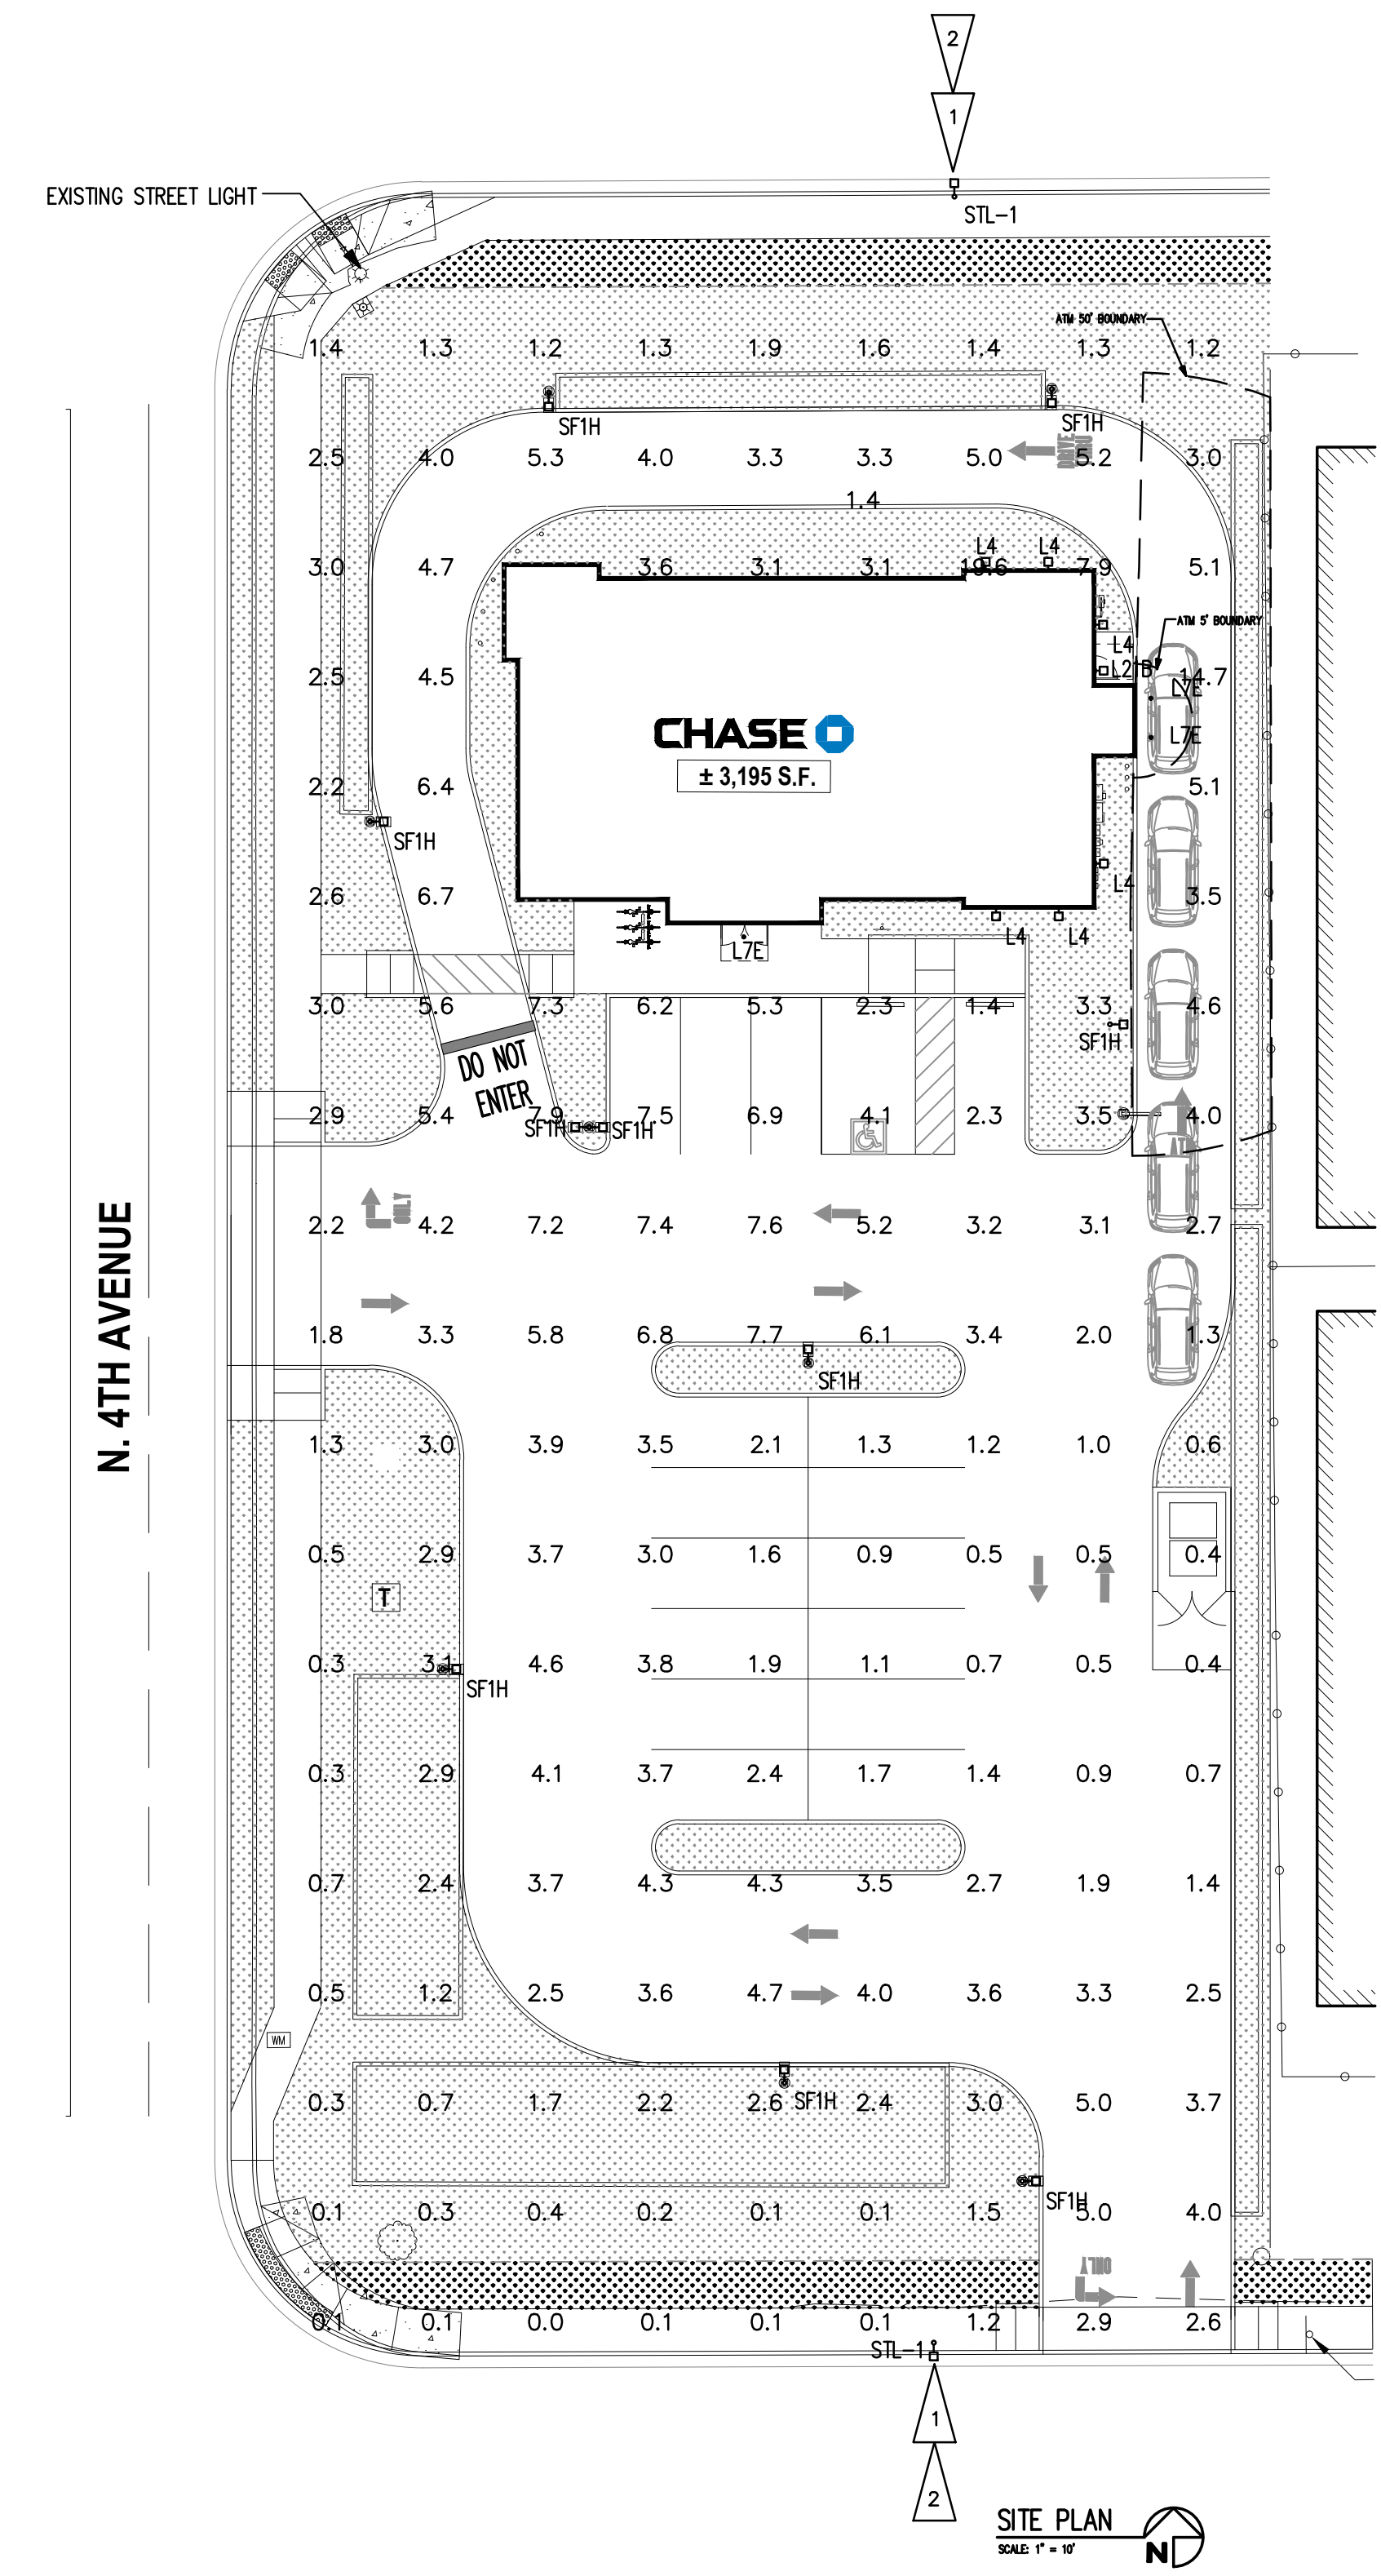 2
1
EXISTING STREET LIGHT
STL-1
ATM 50' BOUNDARY
1.4 1.3 1.2 1.3 1.9 1.6 1.4 1.3 1.2
SF1H SF1H
DRIVE
THRU
2.5 4.0 5.3 4.0 3.3 3.3 5.0 5.2 3.0
1.4
L4 L4
3.0 4.7 3.6 3.1 3.1 19.6 7.9 5.1
ATM 5' BOUNDARY
L4
L21B
2.5 4.5 14.7
L7E
CHASE
L7E
± 3,195 S.F.
2.2 6.4 5.1
SF1H
L4
2.6 6.7 3.5
L4 L4
L7E
3.0 5.6 7.3 6.2 5.3 2.3 1.4 3.3 4.6
SF1H
DO NOT
ENTER
2.9 5.4 7.9 7.5 6.9 4.1 2.3 3.5 4.0
SF1H SF1H
ATM
ONLY
2.2 4.2 7.2 7.4 7.6 5.2 3.2 3.1 2.7
N. 4TH AVENUE
1.8 3.3 5.8 6.8 7.7 6.1 3.4 2.0 1.3
SF1H
1.3 3.0 3.9 3.5 2.1 1.3 1.2 1.0 0.6
0.5 2.9 3.7 3.0 1.6 0.9 0.5 0.5 0.4
T
0.3 3.1 4.6 3.8 1.9 1.1 0.7 0.5 0.4
SF1H
0.3 2.9 4.1 3.7 2.4 1.7 1.4 0.9 0.7
0.7 2.4 3.7 4.3 4.3 3.5 2.7 1.9 1.4
0.5 1.2 2.5 3.6 4.7 4.0 3.6 3.3 2.5
WM
0.3 0.7 1.7 2.2 2.6 2.4 3.0 5.0 3.7
SF1H
SF1H
0.1 0.3 0.4 0.2 0.1 0.1 1.5 5.0 4.0
ONLY
0.1 0.1 0.0 0.1 0.1 0.1 1.2 2.9 2.6
STL-1
1
2
SITE PLAN
SCALE: 1" = 10'
N